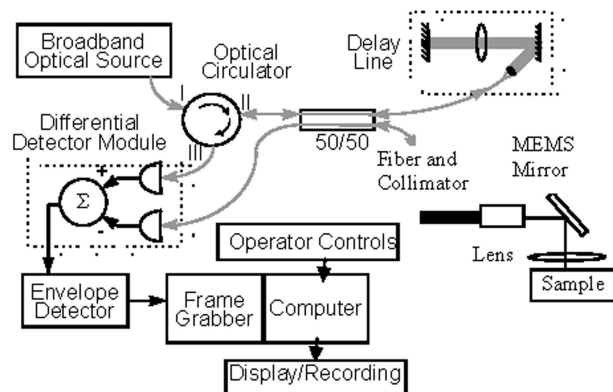 Broadband
Optical Source
Optical
Circulator
I
II
III
Delay
Line
50/50
Fiber and
Collimator
MEMS
Mirror
Lens
Sample
Differential
Detector Module
+
Σ
-
Envelope
Detector
Frame
Grabber
Operator Controls
Computer
Display/Recording